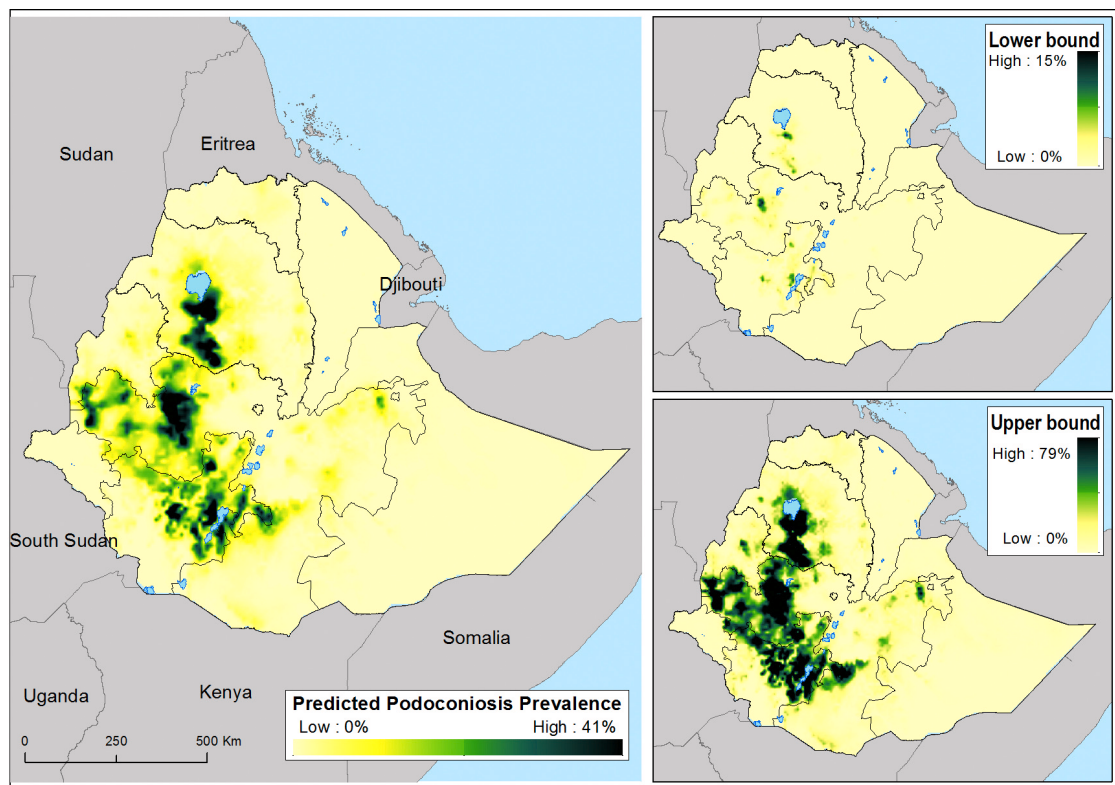 Sudan
Eritrea
Djibouti
South Sudan
Somalia
Uganda
Kenya
Predicted Podoconiosis Prevalence
Low : 0% High : 41%
0 250 500 Km
Lower bound
High : 15%
Low : 0%
Upper bound
High : 79%
Low : 0%